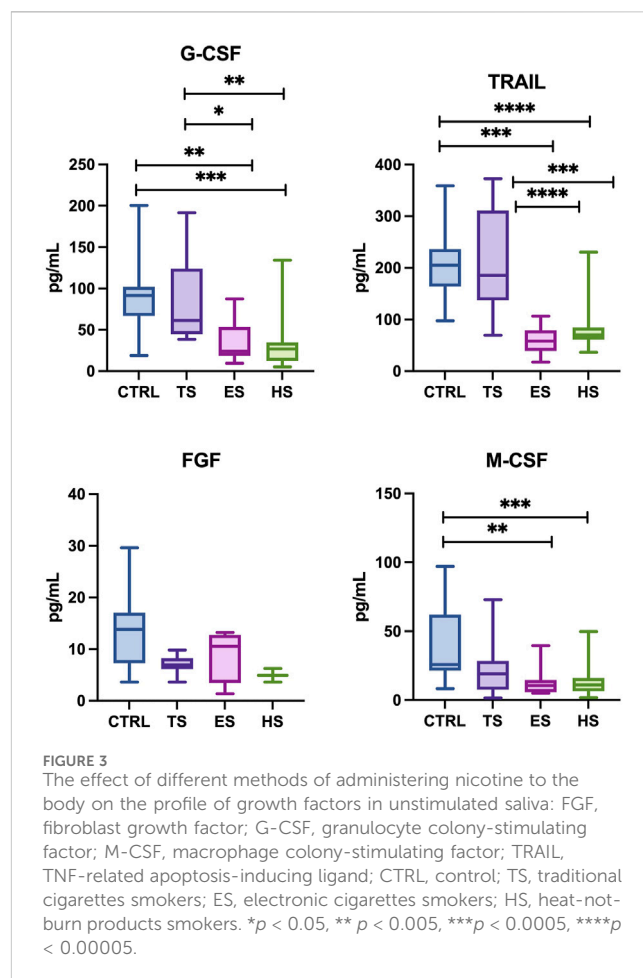 G-CSF
**
*
**
***
250
200
150
100
50
0
pg/mL
CTRL TS ES HS
TRAIL
****
***
***
****
400
300
200
100
0
pg/mL
CTRL TS ES HS
FGF
40
30
20
10
0
pg/mL
CTRL TS ES HS
M-CSF
***
**
150
100
50
0
pg/mL
CTRL TS ES HS
FIGURE 3
The effect of different methods of administering nicotine to the
body on the profile of growth factors in unstimulated saliva: FGF,
fibroblast growth factor; G-CSF, granulocyte colony-stimulating
factor; M-CSF, macrophage colony-stimulating factor; TRAIL,
TNF-related apoptosis-inducing ligand; CTRL, control; TS, traditional
cigarettes smokers; ES, electronic cigarettes smokers; HS, heat-not-
burn products smokers. *p < 0.05, ** p < 0.005, ***p < 0.0005, ****p
< 0.00005.